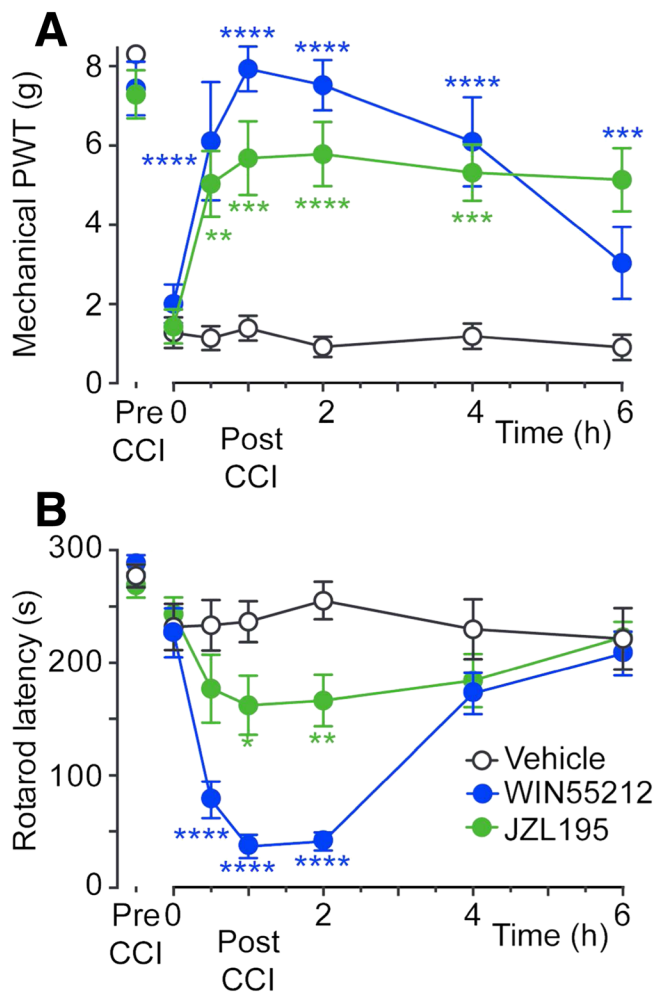 A
Mechanical PWT (g)
8
6
4
2
0
****
****
****
****
***
**
***
****
***
Pre 0 2 4 6
CCI Post CCI Time (h)
B
Rotarod latency (s)
300
200
100
0
*
**
****
****
****
Vehicle
WIN55212
JZL195
Pre 0 2 4 6
CCI Post CCI Time (h)